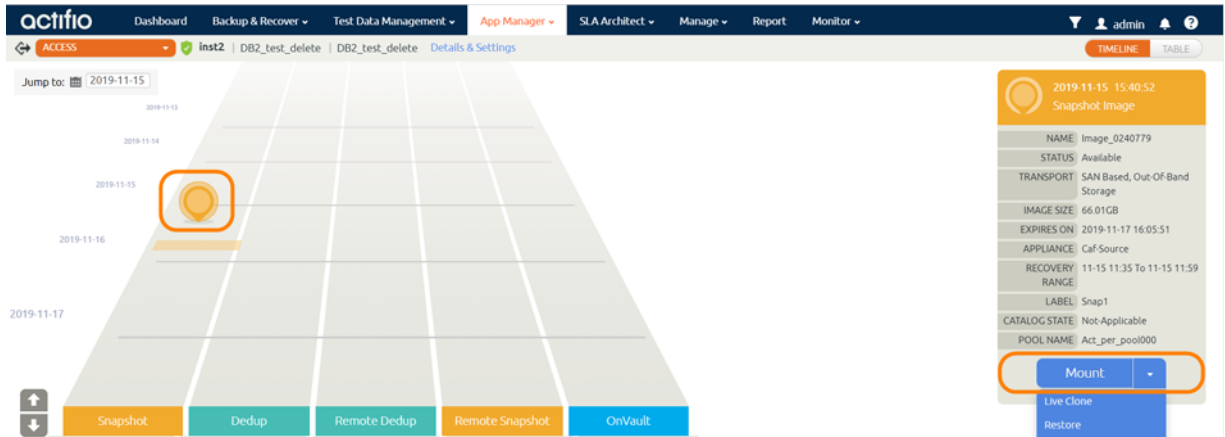 actifio Dashboard Backup & Recover Test Data Management App Manager SLA Architect Manage Report Monitor admin
ACCESS inst2 | DB2_test_delete | DB2_test_delete Details & Settings TIMELINE TABLE
Jump to: 2019-11-15
2019-11-13
2019-11-14
2019-11-15
2019-11-16
2019-11-17
Snapshot Dedup Remote Dedup Remote Snapshot OnVault
2019-11-15 15:40:52
Snapshot Image
NAME Image_0240779
STATUS Available
TRANSPORT SAN Based, Out-Of-Band
Storage
IMAGE SIZE 66.01GB
EXPIRES ON 2019-11-17 16:05:51
APPLIANCE Caf-Source
RECOVERY 11-15 11:35 To 11-15 11:59
RANGE
LABEL Snap1
CATALOG STATE Not-Applicable
POOL NAME Act_per_pool000
Mount
Live Clone
Restore